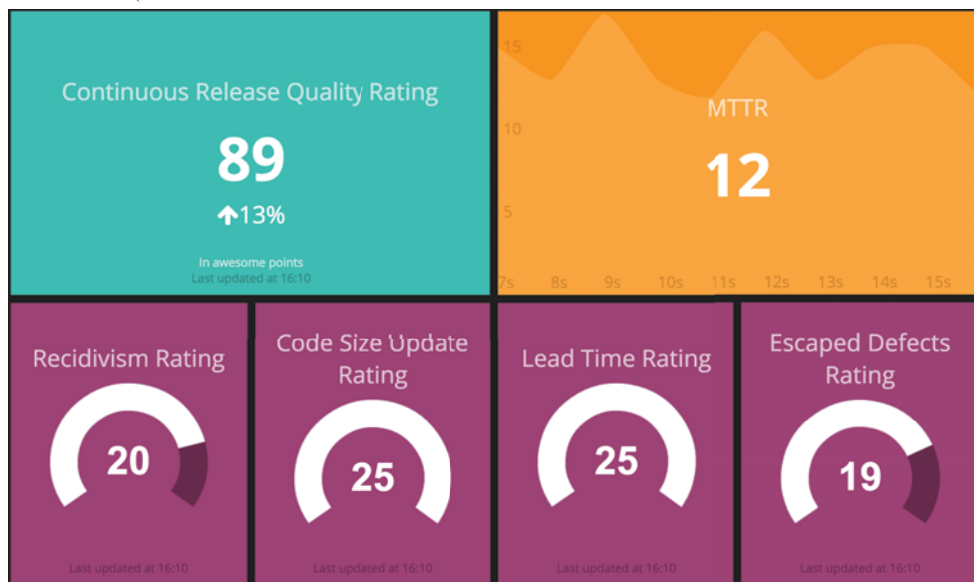 Continuous Release Quality Rating
89
13%
In awesome points
Last updated at 16:10
15
10
5
MTTR
12
7s 8s 9s 10s 11s 12s 13s 14s 15s
Recidivism Rating
20
Last updated at 16:10
Code Size Update
Rating
25
Last updated at 16:10
Lead Time Rating
25
Last updated at 16:10
Escaped Defects
Rating
19
Last updated at 16:10